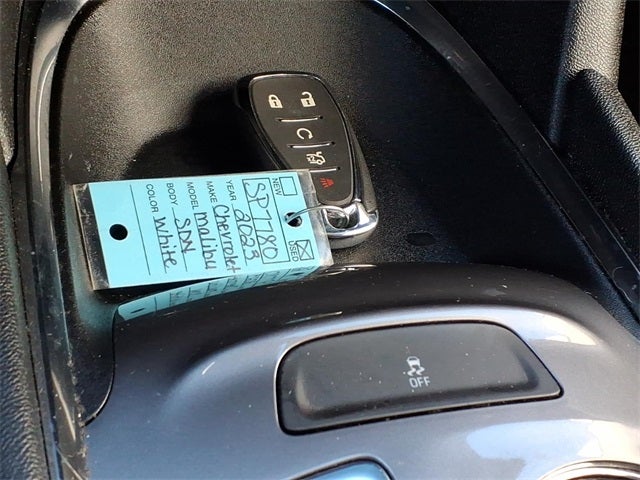 NEW
USED
SP7780
YEAR 2023
MAKE Chevrolet
MODEL malibu
BODY SDN
COLOR White
OFF